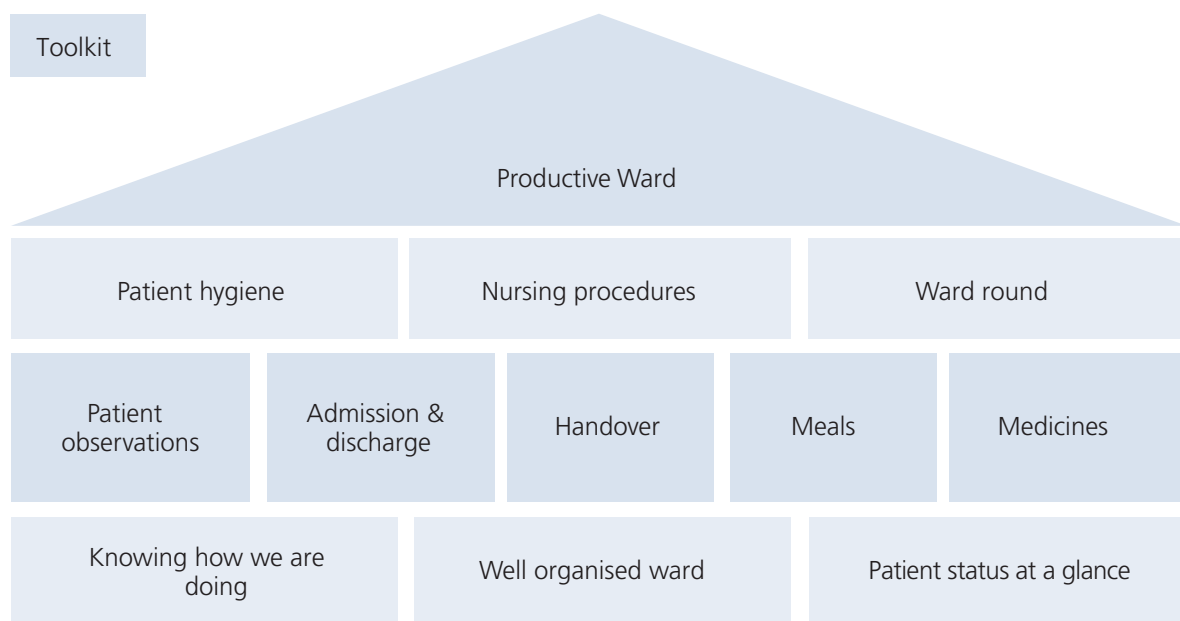 Toolkit
Productive Ward
Patient hygiene
Nursing procedures
Ward round
Patient
observations
Admission &
discharge
Handover
Meals
Medicines
Knowing how we are
doing
Well organised ward
Patient status at a glance